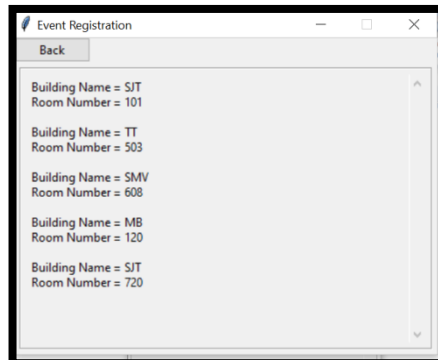 Event Registration
Back
Building Name = SJT
Room Number = 101
Building Name = TT
Room Number = 503
Building Name = SMV
Room Number = 608
Building Name = MB
Room Number = 120
Building Name = SJT
Room Number = 720